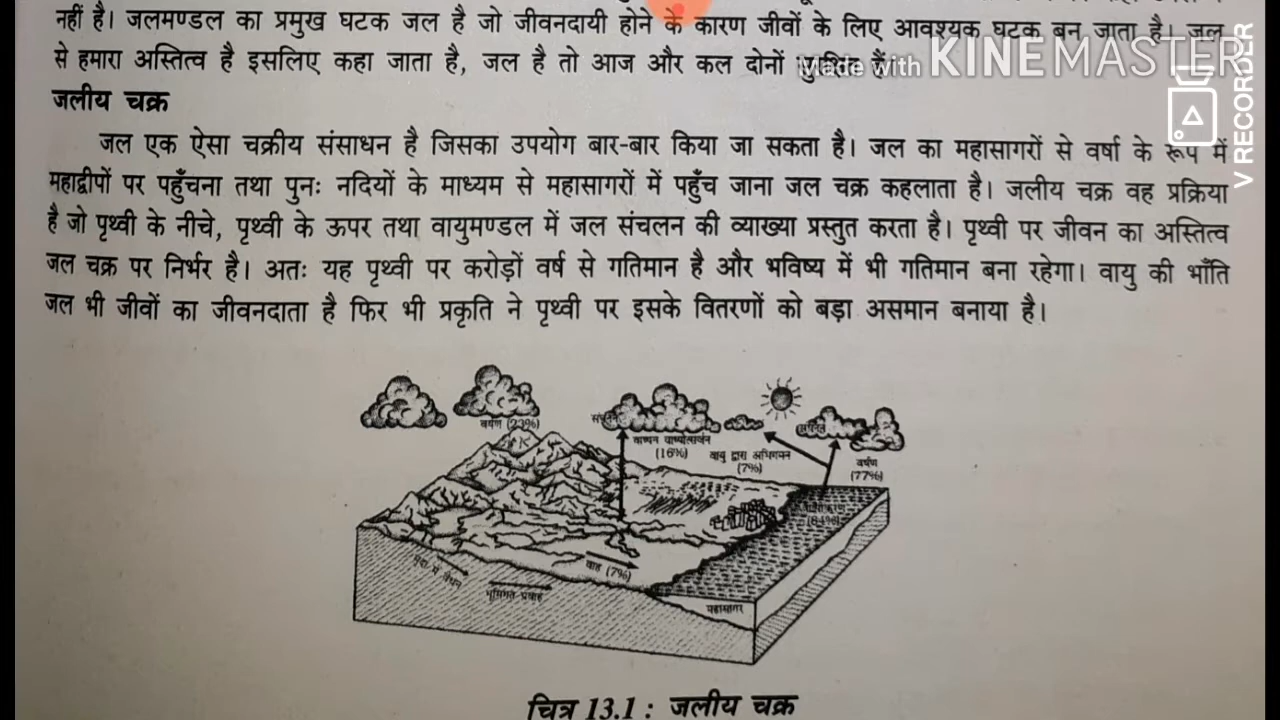 नहीं है। जलमण्डल का प्रमुख घटक जल है जो जीवनदायी होने के कारण जीवों के लिए आवश्यक घटक बन जाता है। जल
से हमारा अस्तित्व है इसलिए कहा जाता है, जल है तो आज और कल दोनों सुरक्षित हैं।
Made with KINEMASTER
V RECORDER
जलीय चक्र
जल एक ऐसा चक्रीय संसाधन है जिसका उपयोग बार-बार किया जा सकता है। जल का महासागरों से वर्षा के रूप में
महाद्वीपों पर पहुँचना तथा पुनः नदियों के माध्यम से महासागरों में पहुँच जाना जल चक्र कहलाता है। जलीय चक्र वह प्रक्रिया
है जो पृथ्वी के नीचे, पृथ्वी के ऊपर तथा वायुमण्डल में जल संचलन की व्याख्या प्रस्तुत करता है। पृथ्वी पर जीवन का अस्तित्व
जल चक्र पर निर्भर है। अतः यह पृथ्वी पर करोड़ों वर्ष से गतिमान है और भविष्य में भी गतिमान बना रहेगा। वायु की भाँति
जल भी जीवों का जीवनदाता है फिर भी प्रकृति ने पृथ्वी पर इसके वितरणों को बड़ा असमान बनाया है।
वर्षण (23%)
(16%)
वायु द्वारा अभिगमन
(7%)
वर्षण
(77%)
(84%)
वाह (7%)
भूमिगत प्रवाह
महासागर
चित्र 13.1 : जलीय चक्र